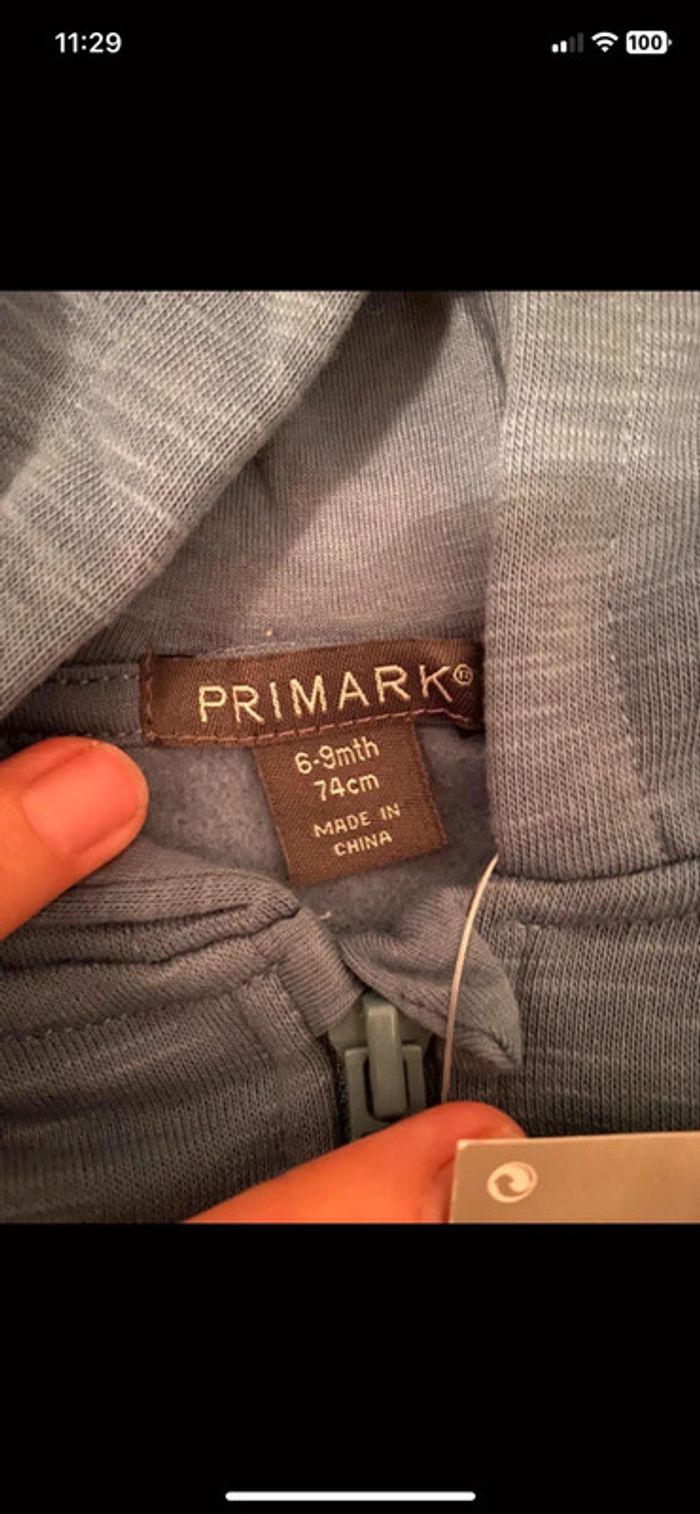 11:29
100
PRIMARK®
6-9mth
74cm
MADE IN
CHINA